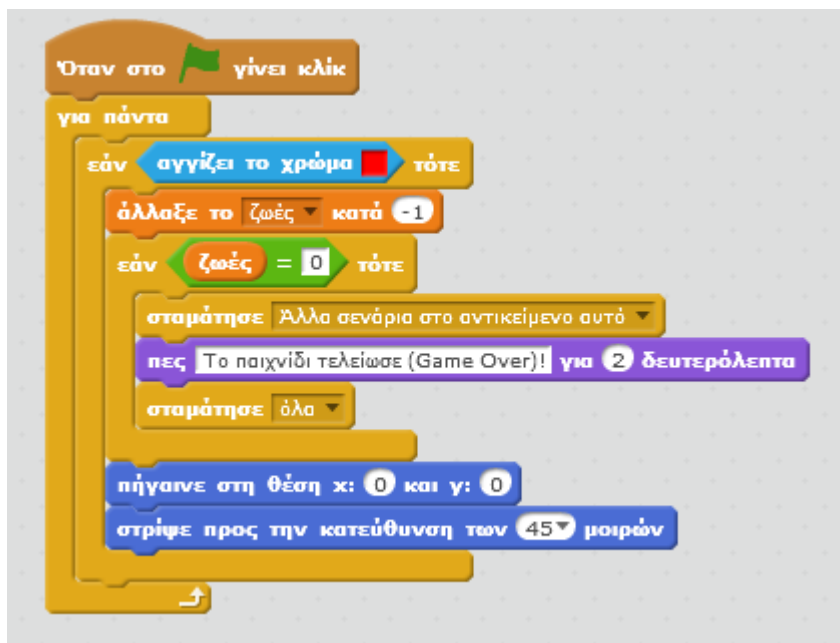 Όταν στο γίνει κλικ
για πάντα
εάν αγγίζει το χρώμα τότε
άλλαξε το ζωές κατά -1
εάν ζωές = 0 τότε
σταμάτησε Άλλα σενάρια στο αντικείμενο αυτό
πες Το παιχνίδι τελείωσε (Game Over)! για 2 δευτερόλεπτα
σταμάτησε όλα
πήγαινε στη θέση x: 0 και y: 0
στρίψε προς την κατεύθυνση των 45 μοιρών